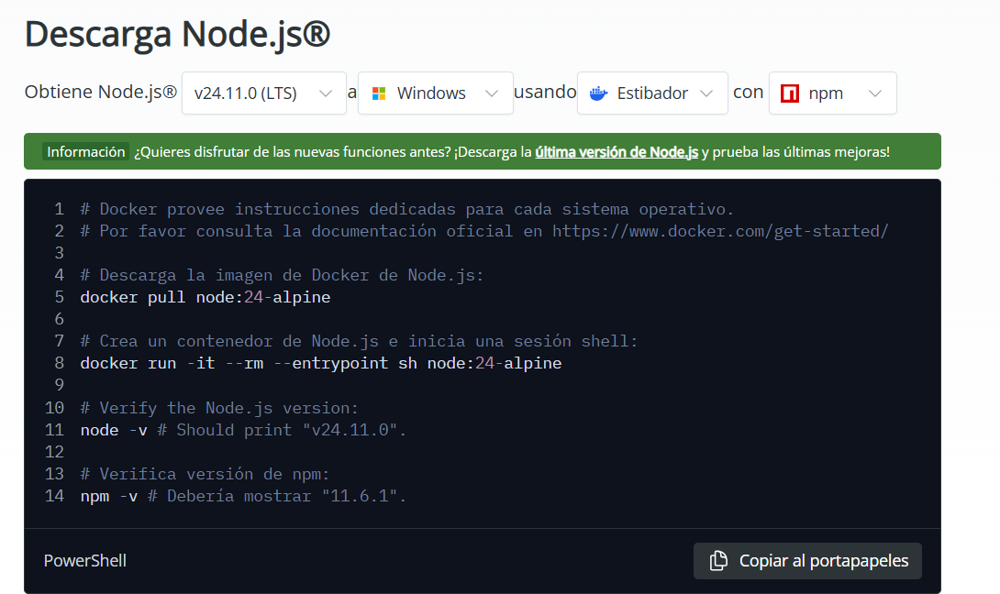 Descarga Node.js®
Obtiene Node.js® v24.11.0 (LTS) a Windows usando Estibador con npm
Información ¿Quieres disfrutar de las nuevas funciones antes? ¡Descarga la última versión de Node.js y prueba las últimas mejoras!
1 # Docker provee instrucciones dedicadas para cada sistema operativo.
2 # Por favor consulta la documentación oficial en https://www.docker.com/get-started/
3
4 # Descarga la imagen de Docker de Node.js:
5 docker pull node:24-alpine
6
7 # Crea un contenedor de Node.js e inicia una sesión shell:
8 docker run -it --rm --entrypoint sh node:24-alpine
9
10 # Verify the Node.js version:
11 node -v # Should print "v24.11.0".
12
13 # Verifica versión de npm:
14 npm -v # Debería mostrar "11.6.1".
PowerShell Copiar al portapapeles